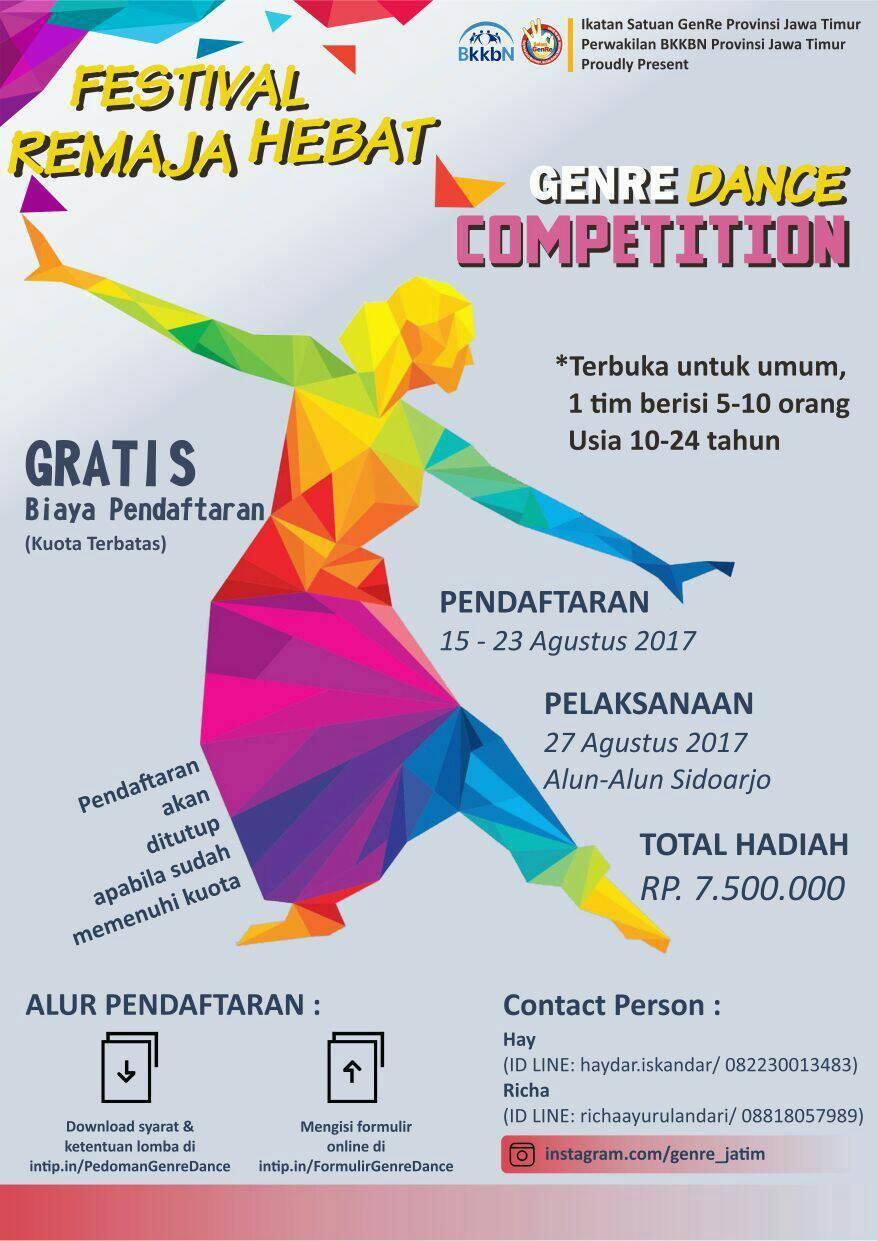 BkkbN
Ikatan Satuan GenRe Provinsi Jawa Timur
Perwakilan BKKBN Provinsi Jawa Timur
Proudly Present
FESTIVAL
REMAJA HEBAT
GENRE DANCE
COMPETITION
*Terbuka untuk umum,
1 tim berisi 5-10 orang
Usia 10-24 tahun
GRATIS
Biaya Pendaftaran
(Kuota Terbatas)
PENDAFTARAN
15 - 23 Agustus 2017
PELAKSANAAN
27 Agustus 2017
Alun-Alun Sidoarjo
TOTAL HADIAH
RP. 7.500.000
Pendaftaran
akan
ditutup
apabila sudah
memenuhi kuota
ALUR PENDAFTARAN :
Download syarat &
ketentuan lomba di
intip.in/PedomanGenreDance
Mengisi formulir
online di
intip.in/FormulirGenreDance
Contact Person :
Hay
(ID LINE: haydar.iskandar/ 082230013483)
Richa
(ID LINE: richaayurulandari/ 08818057989)
instagram.com/genre_jatim